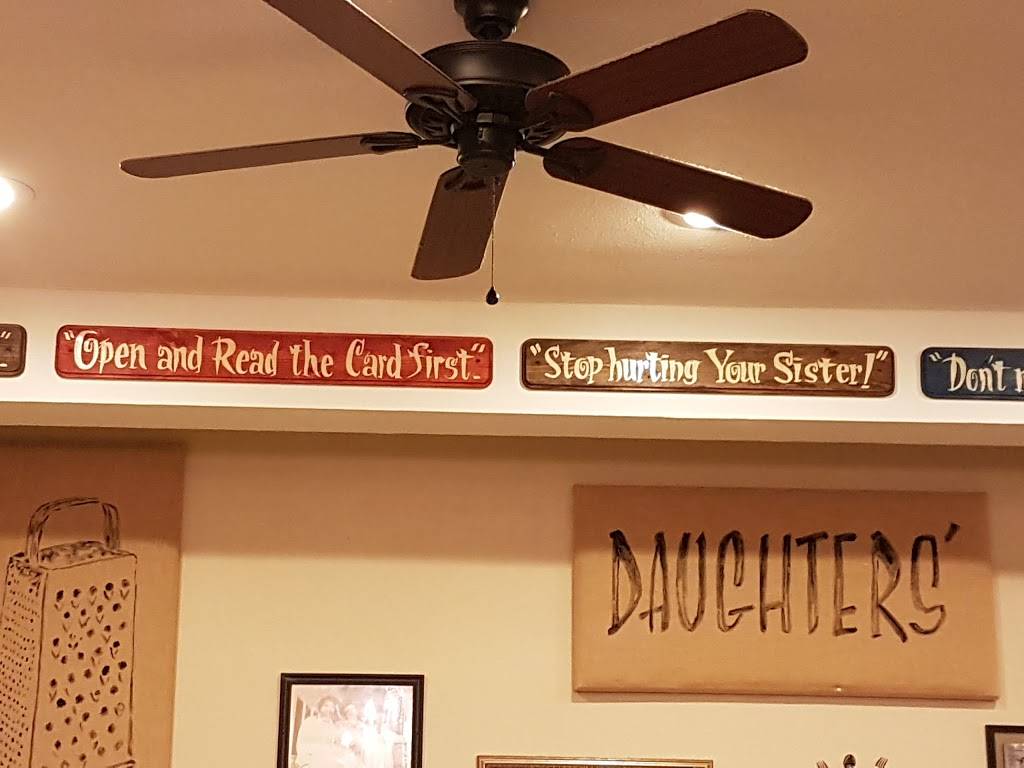 "Open and Read the Card first."
"Stop hurting Your Sister!"
"Don't
DAUGHTERS'